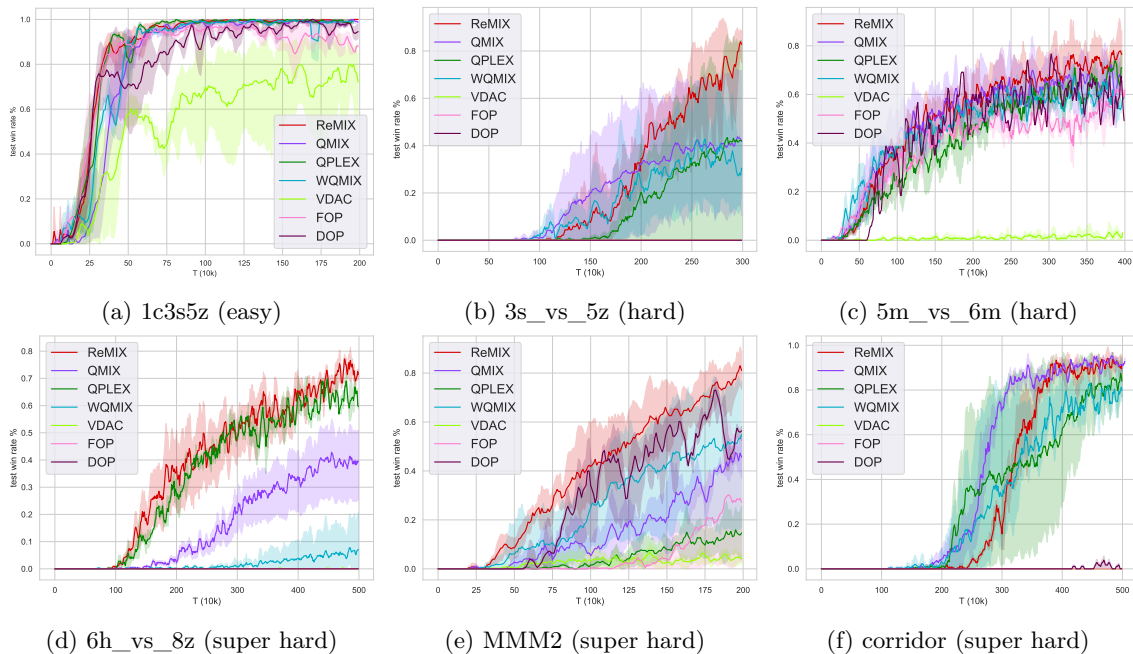 test win rate %
1.0
0.8
0.6
0.4
0.2
0.0
ReMIX
QMIX
QPLEX
WQMIX
VDAC
FOP
DOP
0 25 50 75 100 125 150 175 200
T (10k)
(a) 1c3s5z (easy)
test win rate %
0.8
0.6
0.4
0.2
0.0
ReMIX
QMIX
QPLEX
WQMIX
VDAC
FOP
DOP
0 50 100 150 200 250 300
T (10k)
(b) 3s_vs_5z (hard)
test win rate %
0.8
0.6
0.4
0.2
0.0
ReMIX
QMIX
QPLEX
WQMIX
VDAC
FOP
DOP
0 50 100 150 200 250 300 350 400
T (10k)
(c) 5m_vs_6m (hard)
test win rate %
0.8
0.7
0.6
0.5
0.4
0.3
0.2
0.1
0.0
ReMIX
QMIX
QPLEX
WQMIX
VDAC
FOP
DOP
0 100 200 300 400 500
T (10k)
(d) 6h_vs_8z (super hard)
test win rate %
0.8
0.6
0.4
0.2
0.0
ReMIX
QMIX
QPLEX
WQMIX
VDAC
FOP
DOP
0 25 50 75 100 125 150 175 200
T (10k)
(e) MMM2 (super hard)
test win rate %
1.0
0.8
0.6
0.4
0.2
0.0
ReMIX
QMIX
QPLEX
WQMIX
VDAC
FOP
DOP
0 100 200 300 400 500
T (10k)
(f) corridor (super hard)